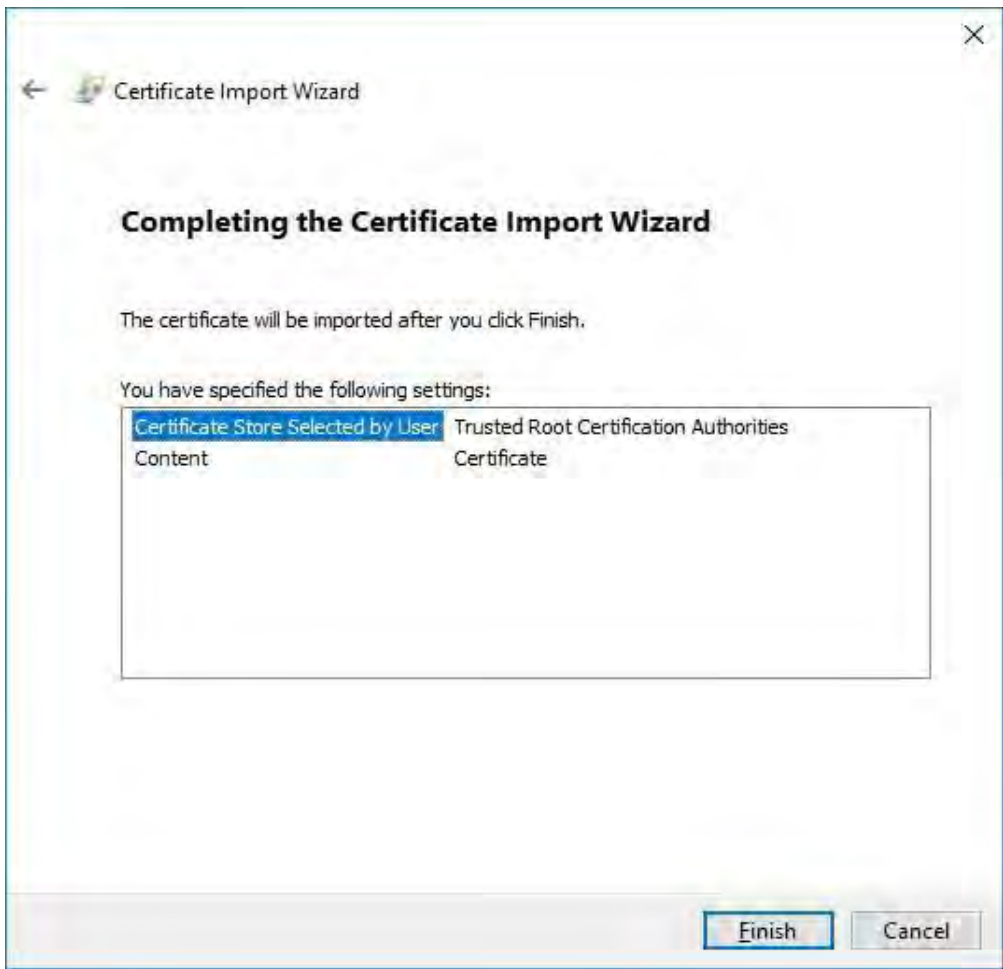 Certificate Import Wizard
Completing the Certificate Import Wizard
The certificate will be imported after you click Finish.
You have specified the following settings:
Certificate Store Selected by User Trusted Root Certification Authorities
Content Certificate
Finish Cancel